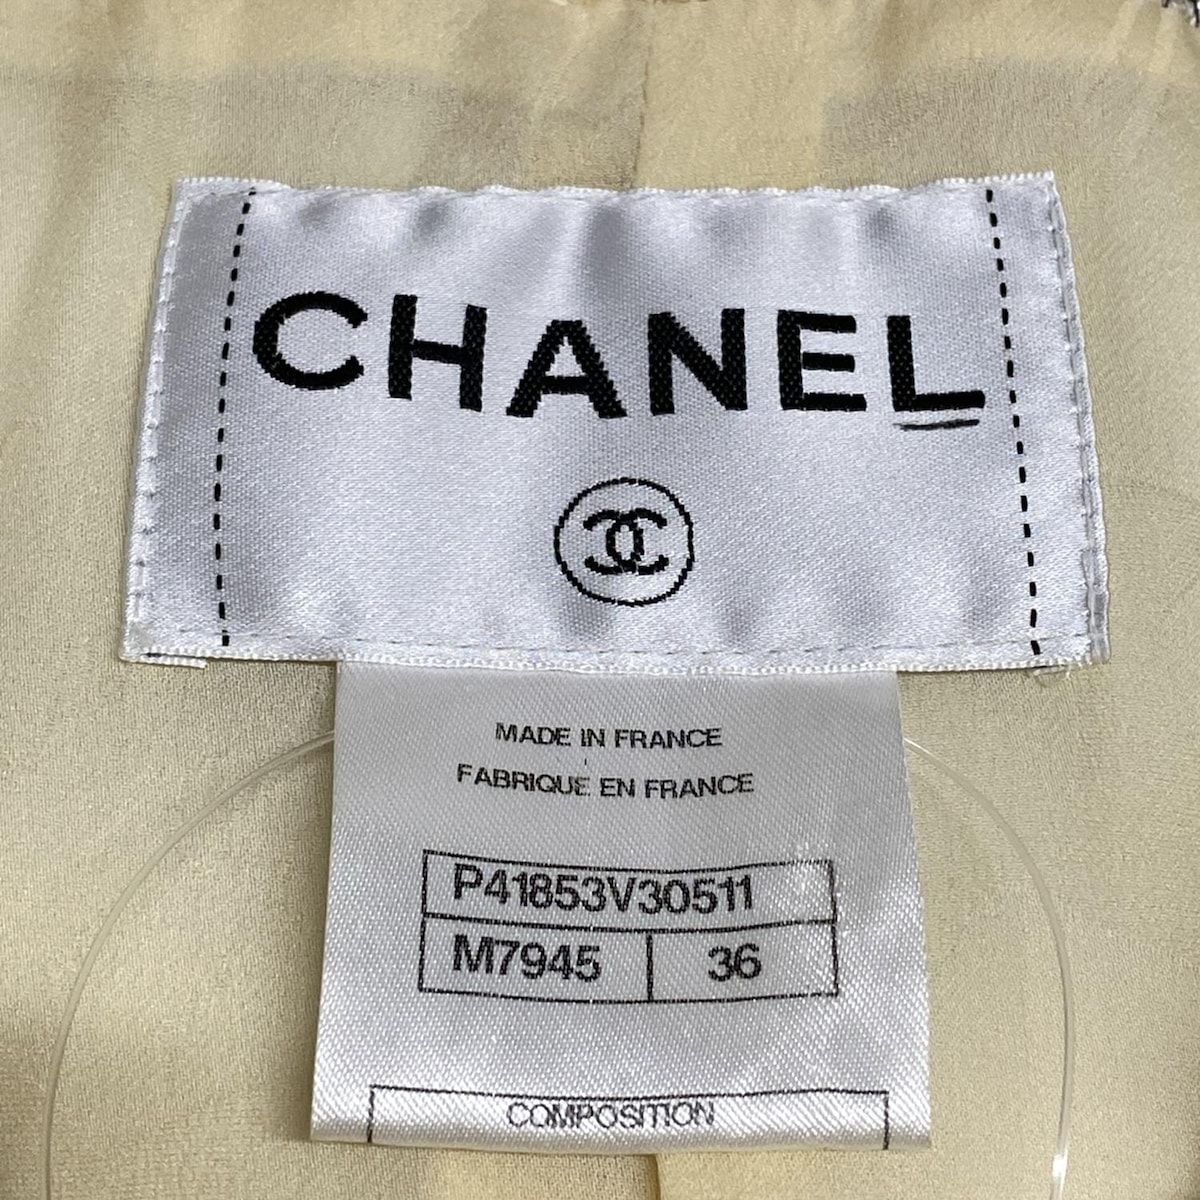 CHANEL
MADE IN FRANCE
FABRIQUE EN FRANCE
P41853V30511
M7945 36
COMPOSITION